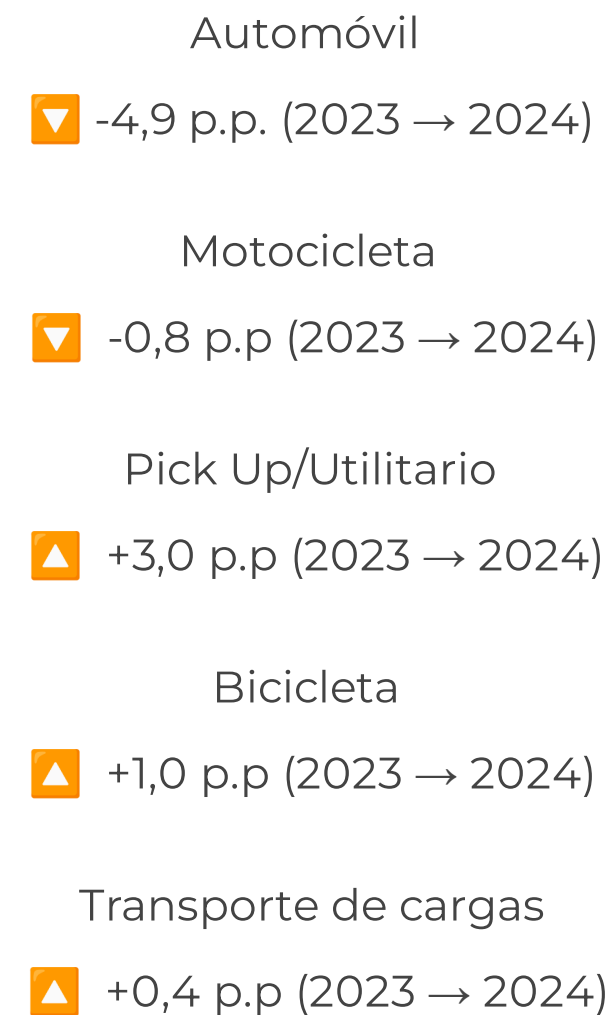 Automóvil
🔽 -4,9 p.p. (2023 → 2024)
Motocicleta
🔽 -0,8 p.p (2023 → 2024)
Pick Up/Utilitario
🔼 +3,0 p.p (2023 → 2024)
Bicicleta
🔼 +1,0 p.p (2023 → 2024)
Transporte de cargas
🔼 +0,4 p.p (2023 → 2024)